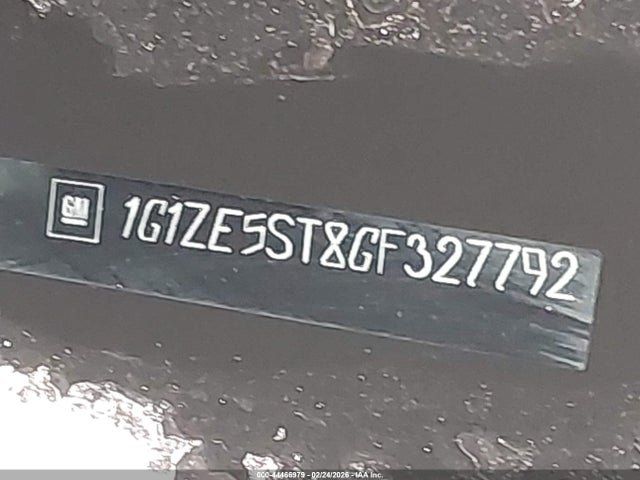 GM 1G1ZE5ST8GF327792
000-44466979 - 02/24/2026 - IAA Inc.